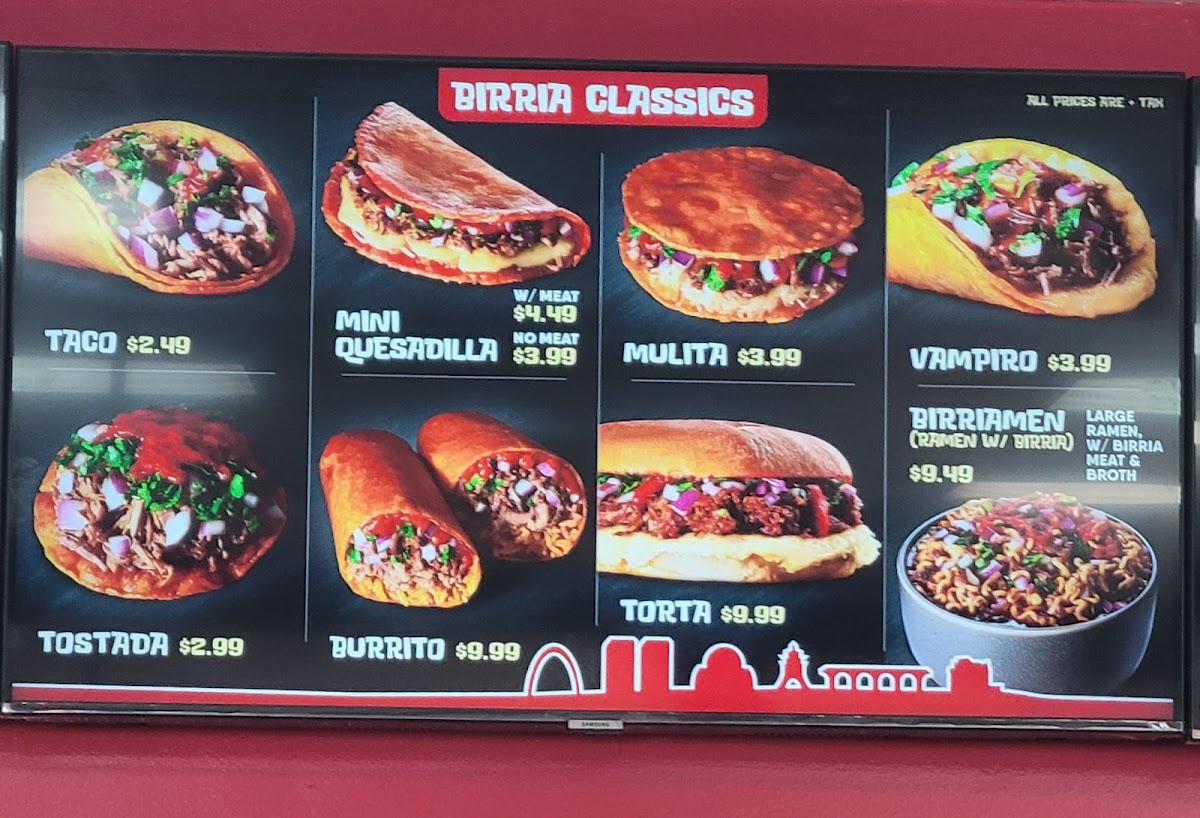 BIRRIA CLASSICS
ALL PRICES ARE + TAX
TACO $2.49
MINI
QUESADILLA
W/ MEAT
$4.49
NO MEAT
$3.99
MULITA $3.99
VAMPIRO $3.99
TOSTADA $2.99
BURRITO $9.99
TORTA $9.99
BIRRIAMEN
(RAMEN W/ BIRRIA)
$9.49
LARGE
RAMEN,
W/ BIRRIA
MEAT &
BROTH
SAMSUNG